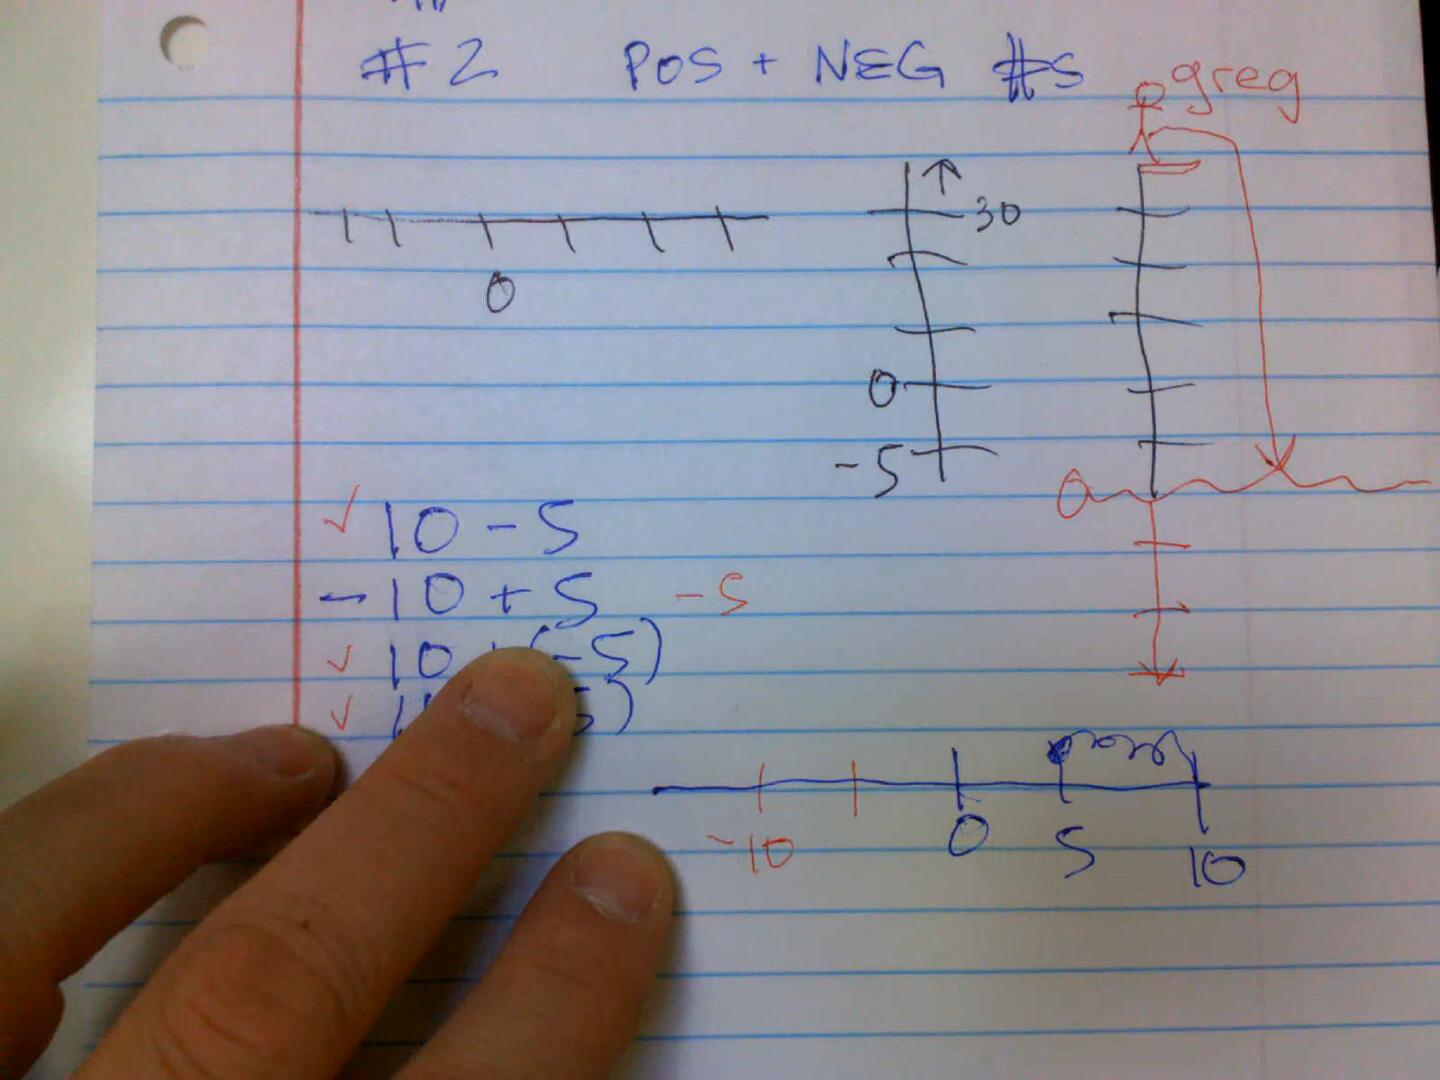 #2 POS + NEG #s
greg
30
0
-5
0
0
✓ 10 - 5
-10 + 5 -5
✓ 10 + (-5)
✓ 5)
-10 0 5 10